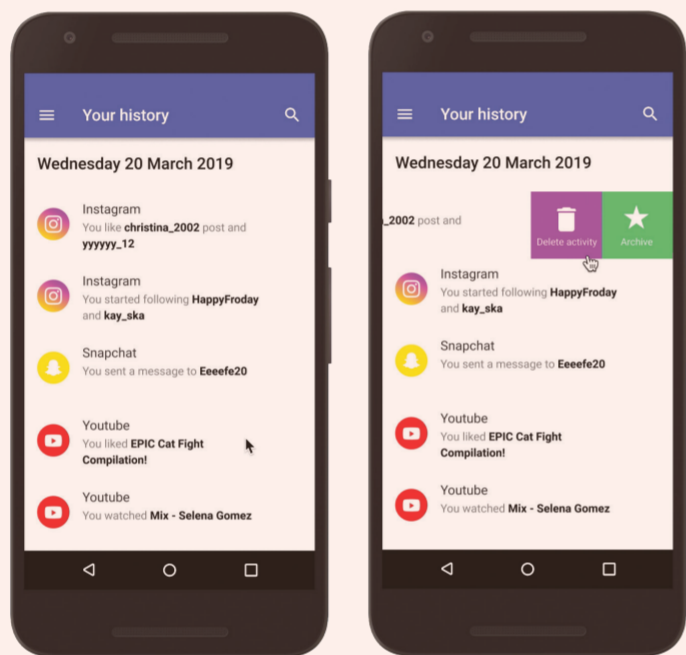 Your history
Wednesday 20 March 2019
Instagram
You like christina_2002 post and
yyyyyy_12
Instagram
You started following HappyFroday
and kay_ska
Snapchat
You sent a message to Eeeefe20
Youtube
You liked EPIC Cat Fight
Compilation!
Youtube
You watched Mix - Selena Gomez
Your history
Wednesday 20 March 2019
_2002 post and
Delete activity
Archive
Instagram
You started following HappyFroday
and kay_ska
Snapchat
You sent a message to Eeeefe20
Youtube
You liked EPIC Cat Fight
Compilation!
Youtube
You watched Mix - Selena Gomez